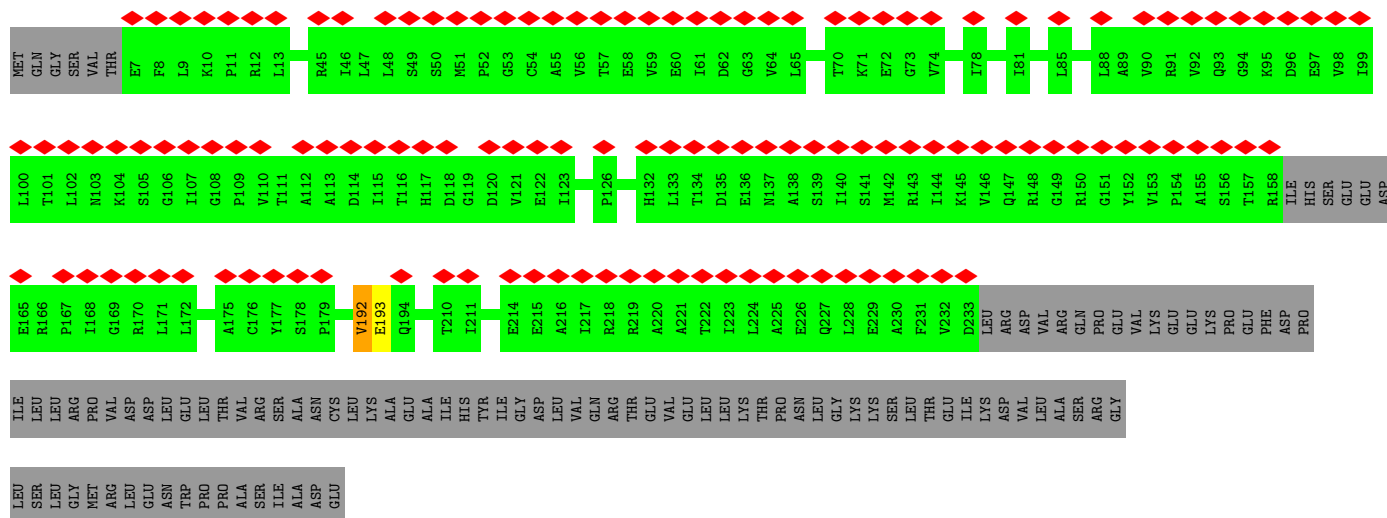 MET GLN GLY SER VAL THR E7 F8 L9 K10 P11 R12 L13 R45 I46 L47 L48 S49 S50 M51 P52 G53 C54 A55 V56 T57 E58 V59 E60 I61 D62 G63 V64 L65 T70 K71 E72 G73 V74 I78 I81 L85 L88 A89 V90 R91 V92 Q93 G94 K95 D96 E97 V98 I99
L100 T101 L102 N103 K104 S105 G106 I107 G108 P109 V110 T111 A112 A113 D114 I115 T116 H117 D118 G119 D120 V121 E122 I123 P126 H132 L133 T134 D135 E136 N137 A138 S139 I140 S141 M142 R143 I144 K145 V146 Q147 R148 G149 R150 G151 Y152 V153 P154 A155 S156 T157 R158 ILE HIS SER GLU GLU ASP
E165 R166 P167 I168 G169 R170 L171 L172 A175 C176 Y177 S178 P179 V192 E193 Q194 T210 I211 E214 E215 A216 I217 R218 R219 A220 A221 T222 I223 L224 A225 E226 Q227 L228 E229 A230 F231 V232 D233 LEU ARG ASP VAL ARG GLN PRO GLU VAL LYS GLU GLU LYS PRO GLU PHE ASP PRO
ILE LEU LEU ARG PRO VAL ASP ASP LEU GLU LEU THR VAL ARG SER ALA ASN CYS LEU LYS ALA GLU ALA ILE HIS TYR ILE GLY ASP LEU VAL GLN ARG THR GLU VAL GLU LEU LEU LYS THR PRO ASN LEU GLY LYS LYS SER LEU THR GLU ILE LYS ASP VAL LEU ALA SER ARG GLY
LEU SER LEU GLY MET ARG LEU GLU ASN TRP PRO PRO ALA SER ILE ALA ASP GLU